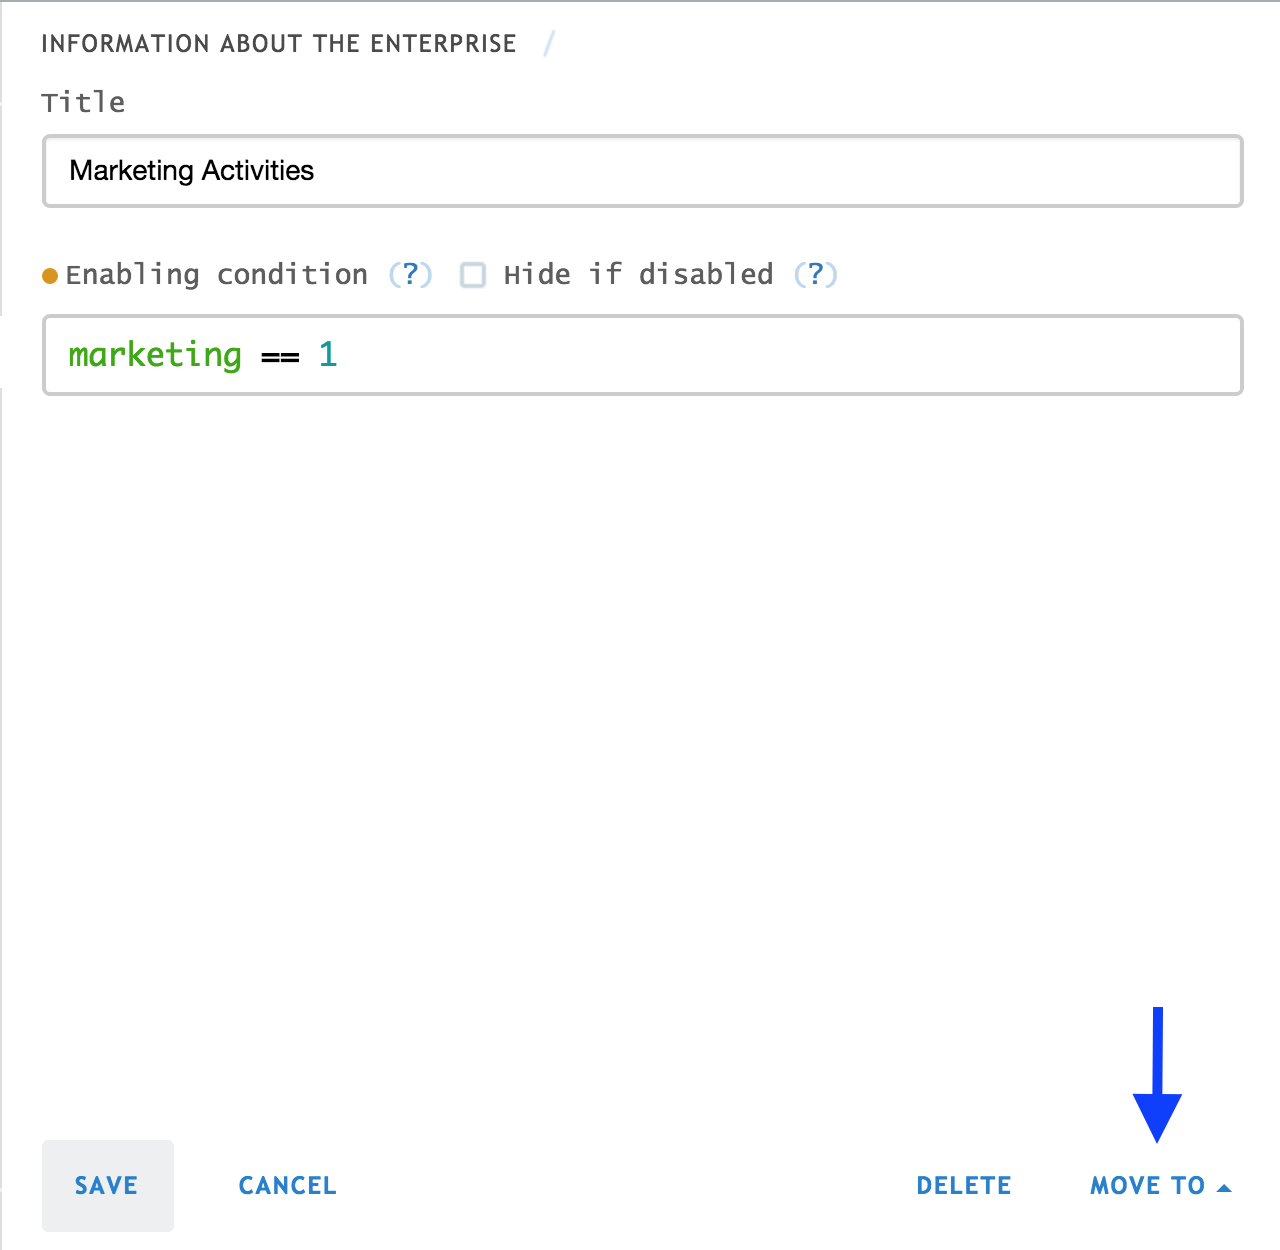 INFORMATION ABOUT THE ENTERPRISE /
Title
Marketing Activities
Enabling condition (?) Hide if disabled (?)
marketing == 1
SAVE CANCEL DELETE MOVE TO